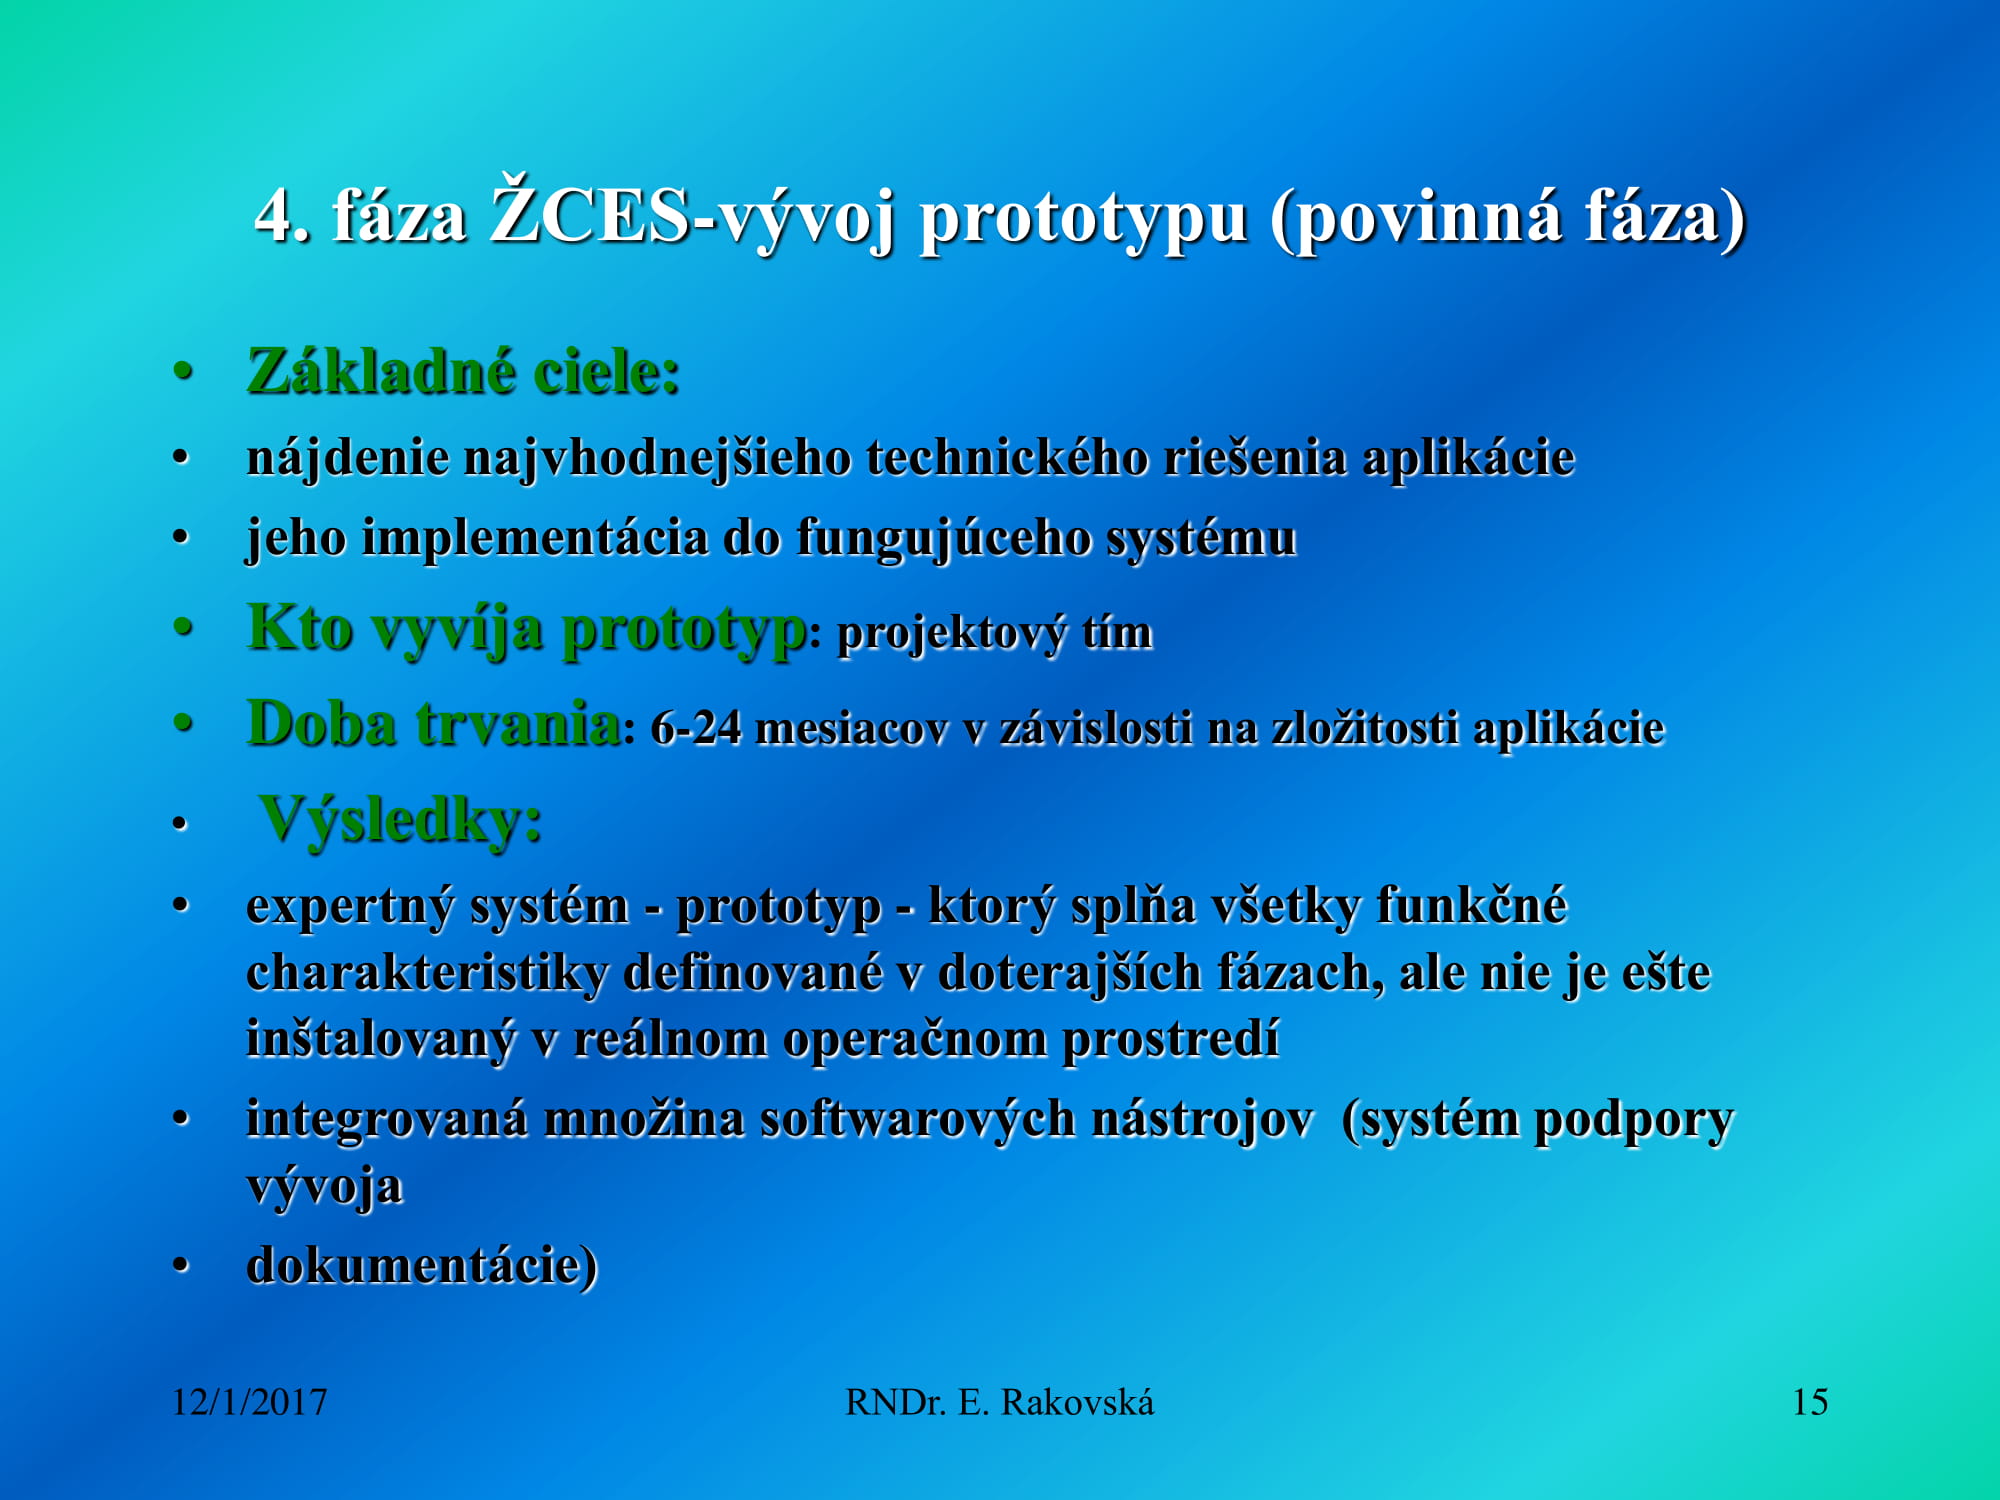 4. fáza ŽCES-vývoj prototypu (povinná fáza)
• Základné ciele:
• nájdenie najvhodnejšieho technického riešenia aplikácie
• jeho implementácia do fungujúceho systému
• Kto vyvíja prototyp: projektový tím
• Doba trvania: 6-24 mesiacov v závislosti na zložitosti aplikácie
• Výsledky:
• expertný systém - prototyp - ktorý splňa všetky funkčné
charakteristiky definované v doterajších fázach, ale nie je ešte
inštalovaný v reálnom operačnom prostredí
• integrovaná množina softwarových nástrojov (systém podpory
vývoja
• dokumentácie)
12/1/2017
RNDr. E. Rakovská
15